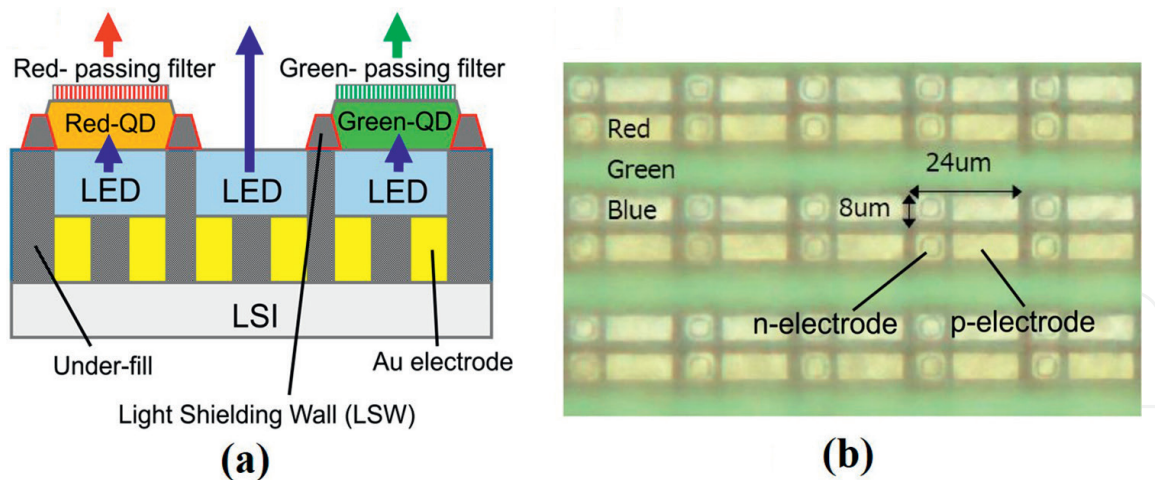 Red- passing filter
Green- passing filter
Red-QD
Green-QD
LED
LED
LED
LSI
Under-fill
Au electrode
Light Shielding Wall (LSW)
(a)
Red
Green
Blue
24um
8um
n-electrode
p-electrode
(b)